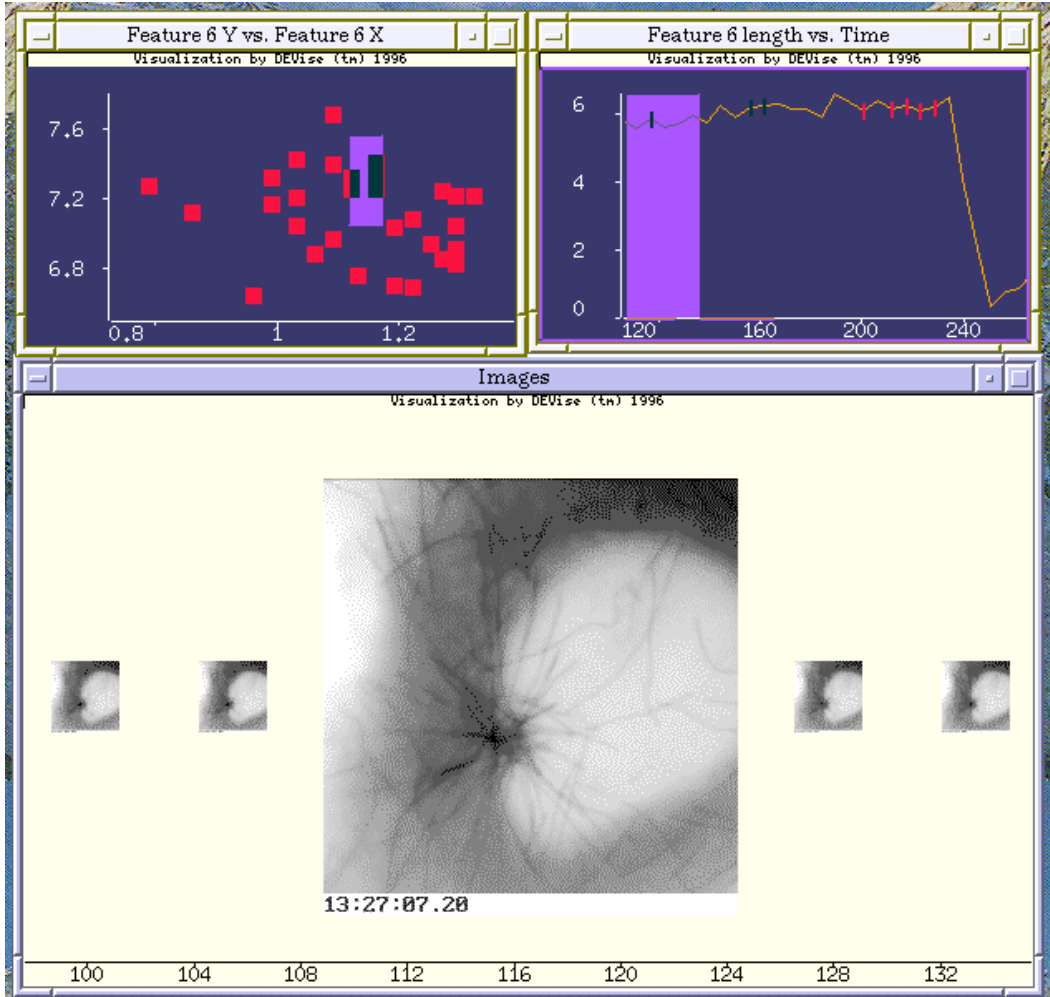 Feature 6 Y vs. Feature 6 X
Visualization by DEVise (tm) 1996
7.6
7.2
6.8
0.8 1 1.2
Feature 6 length vs. Time
Visualization by DEVise (tm) 1996
6
4
2
0
120 160 200 240
Images
Visualization by DEVise (tm) 1996
13:27:07.20
100 104 108 112 116 120 124 128 132